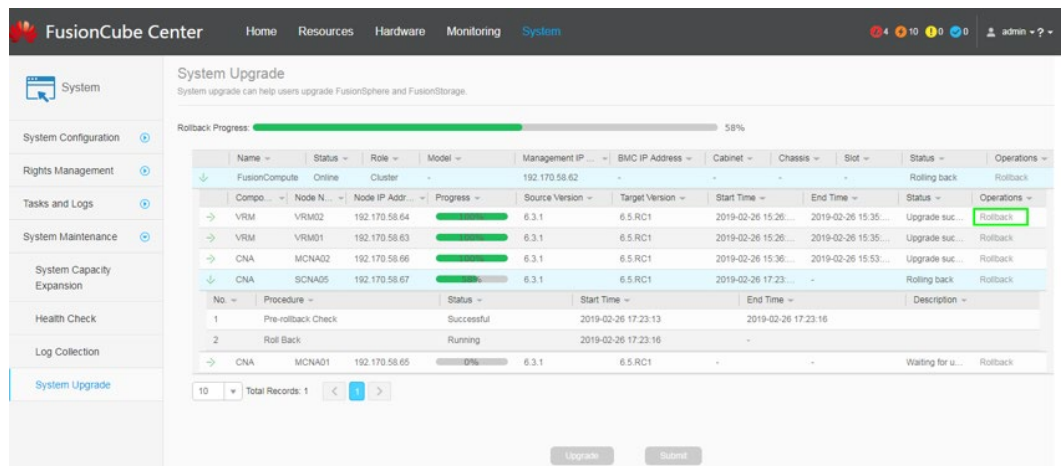 FusionCube Center Home Resources Hardware Monitoring System 4 10 0 0 admin ?
System
System Upgrade
System upgrade can help users upgrade FusionSphere and FusionStorage.
System Configuration
Rights Management
Tasks and Logs
System Maintenance
System Capacity
Expansion
Health Check
Log Collection
System Upgrade
Rollback Progress: 58%
Name Status Role Model Management IP ... BMC IP Address Cabinet Chassis Slot Status Operations
FusionCompute Online Cluster - 192.170.58.62 - - - - Rolling back Rollback
Compo... Node N... Node IP Addr... Progress Source Version Target Version Start Time End Time Status Operations
VRM VRM02 192.170.58.64 100% 6.3.1 6.5.RC1 2019-02-26 15:26:... 2019-02-26 15:35:... Upgrade suc... Rollback
VRM VRM01 192.170.58.63 100% 6.3.1 6.5.RC1 2019-02-26 15:26:... 2019-02-26 15:35:... Upgrade suc... Rollback
CNA MCNA02 192.170.58.66 100% 6.3.1 6.5.RC1 2019-02-26 15:36:... 2019-02-26 15:53:... Upgrade suc... Rollback
CNA SCNA05 192.170.58.67 6.3.1 6.5.RC1 2019-02-26 17:23:... - Rolling back Rollback
No. Procedure Status Start Time End Time Description
1 Pre-rollback Check Successful 2019-02-26 17:23:13 2019-02-26 17:23:16
2 Roll Back Running 2019-02-26 17:23:16 -
CNA MCNA01 192.170.58.65 0% 6.3.1 6.5.RC1 - - Waiting for u... Rollback
10 Total Records: 1 < 1 >
Upgrade Submit